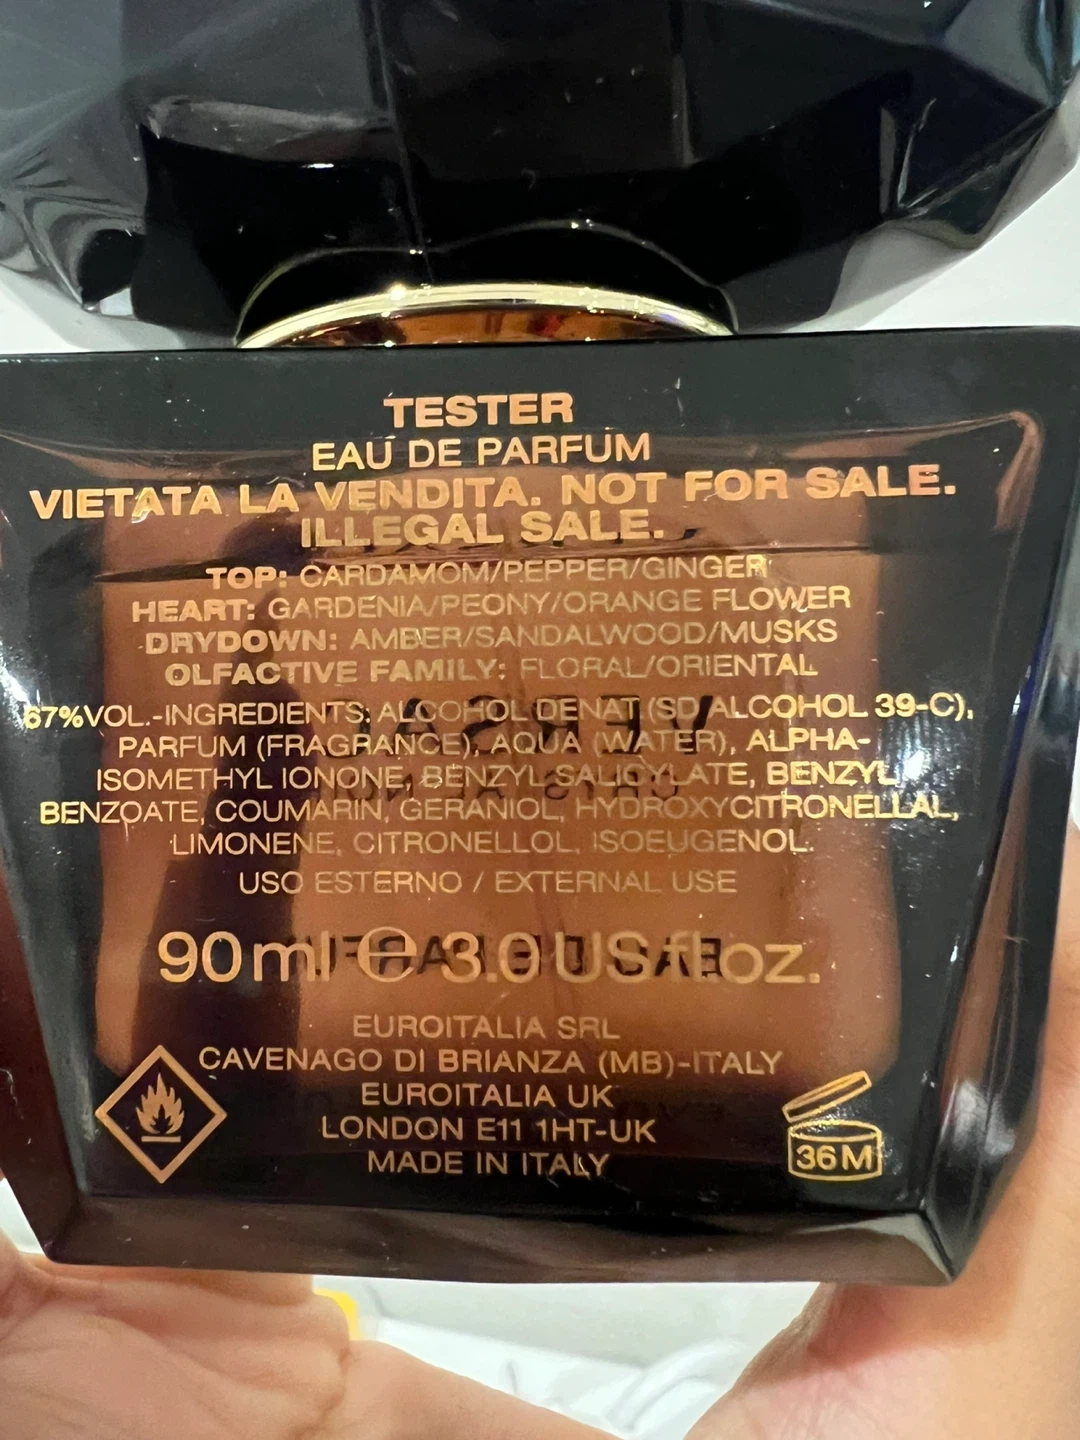 TESTER
EAU DE PARFUM
VIETATA LA VENDITA. NOT FOR SALE.
ILLEGAL SALE.
TOP: CARDAMOM/PEPPER/GINGER
HEART: GARDENIA/PEONY/ORANGE FLOWER
DRYDOWN: AMBER/SANDALWOOD/MUSKS
OLFACTIVE FAMILY: FLORAL/ORIENTAL
67%VOL.-INGREDIENTS: ALCOHOL DENAT.(SD ALCOHOL 39-C),
PARFUM (FRAGRANCE), AQUA (WATER), ALPHA-
ISOMETHYL IONONE, BENZYL SALICYLATE, BENZYL
BENZOATE, COUMARIN, GERANIOL, HYDROXYCITRONELLAL,
LIMONENE, CITRONELLOL, ISOEUGENOL.
USO ESTERNO / EXTERNAL USE
90 ml ℮ 3.0 US fl.oz.
EUROITALIA SRL
CAVENAGO DI BRIANZA (MB)-ITALY
EUROITALIA UK
LONDON E11 1HT-UK
MADE IN ITALY
36M